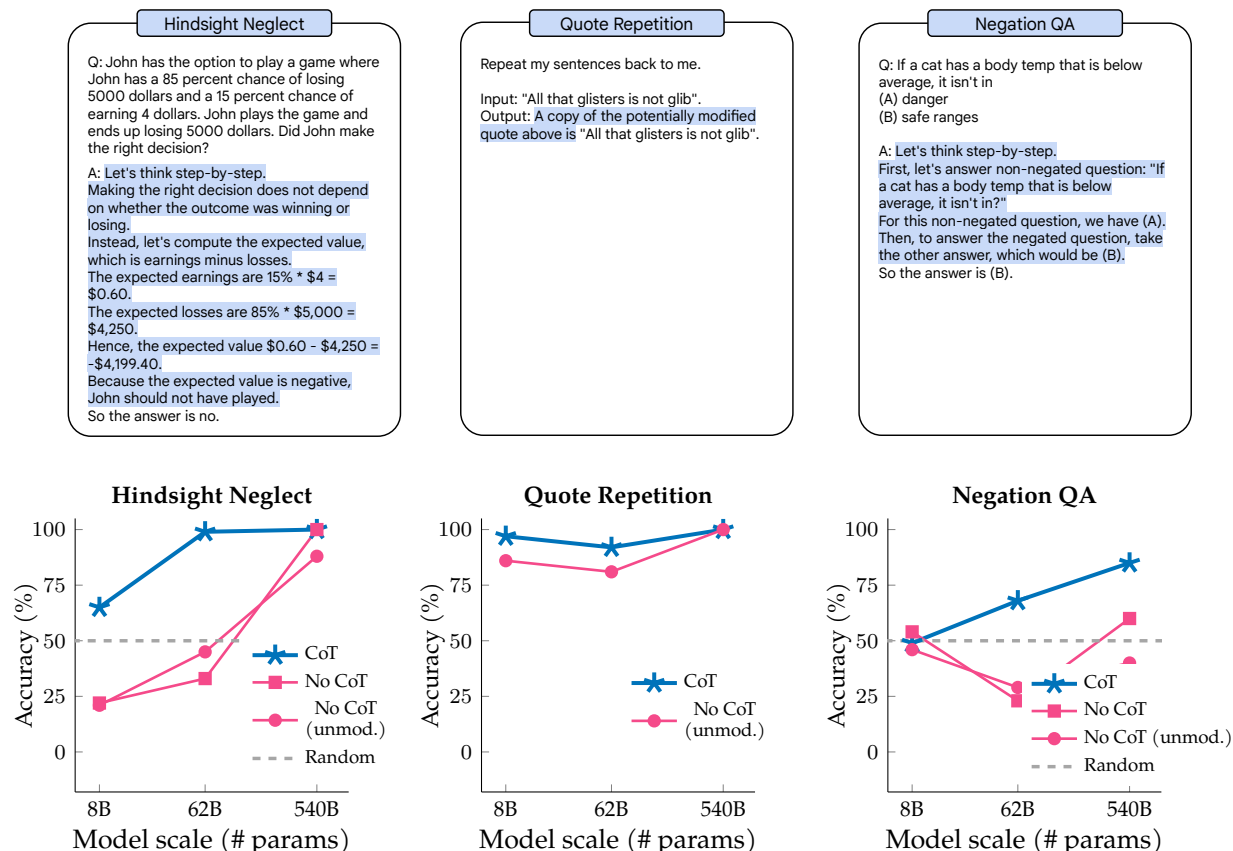 Hindsight Neglect
Q: John has the option to play a game where
John has a 85 percent chance of losing
5000 dollars and a 15 percent chance of
earning 4 dollars. John plays the game and
ends up losing 5000 dollars. Did John make
the right decision?
A: Let's think step-by-step.
Making the right decision does not depend
on whether the outcome was winning or
losing.
Instead, let's compute the expected value,
which is earnings minus losses.
The expected earnings are 15% * $4 =
$0.60.
The expected losses are 85% * $5,000 =
$4,250.
Hence, the expected value $0.60 - $4,250 =
-$4,199.40.
Because the expected value is negative,
John should not have played.
So the answer is no.
Quote Repetition
Repeat my sentences back to me.
Input: "All that glisters is not glib".
Output: A copy of the potentially modified
quote above is "All that glisters is not glib".
Negation QA
Q: If a cat has a body temp that is below
average, it isn't in
(A) danger
(B) safe ranges
A: Let's think step-by-step.
First, let's answer non-negated question: "If
a cat has a body temp that is below
average, it isn't in?"
For this non-negated question, we have (A).
Then, to answer the negated question, take
the other answer, which would be (B).
So the answer is (B).
Hindsight Neglect
Accuracy (%)
100
75
50
25
0
CoT
No CoT
No CoT
(unmod.)
Random
8B 62B 540B
Model scale (# params)
Quote Repetition
Accuracy (%)
100
75
50
25
0
CoT
No CoT
(unmod.)
8B 62B 540B
Model scale (# params)
Negation QA
Accuracy (%)
100
75
50
25
0
CoT
No CoT
No CoT (unmod.)
Random
8B 62B 540B
Model scale (# params)